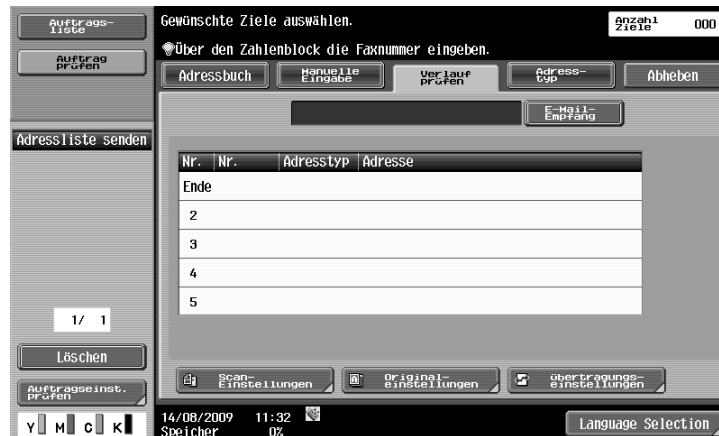 Auftrags-
liste
Gewünschte Ziele auswählen.
Anzahl
Ziele
000
Über den Zahlenblock die Faxnummer eingeben.
Auftrag
prüfen
Adressbuch
Manuelle
Eingabe
Verlauf
prüfen
Adress-
typ
Abheben
E-Mail-
Empfang
Adressliste senden
Nr. Nr. Adresstyp Adresse
Ende
2
3
4
5
1/ 1
Löschen
Scan-
Einstellungen
Original-
einstellungen
übertragungs-
einstellungen
Auftragseinst.
prüfen
Y M C K
14/08/2009 11:32
Speicher 0%
Language Selection